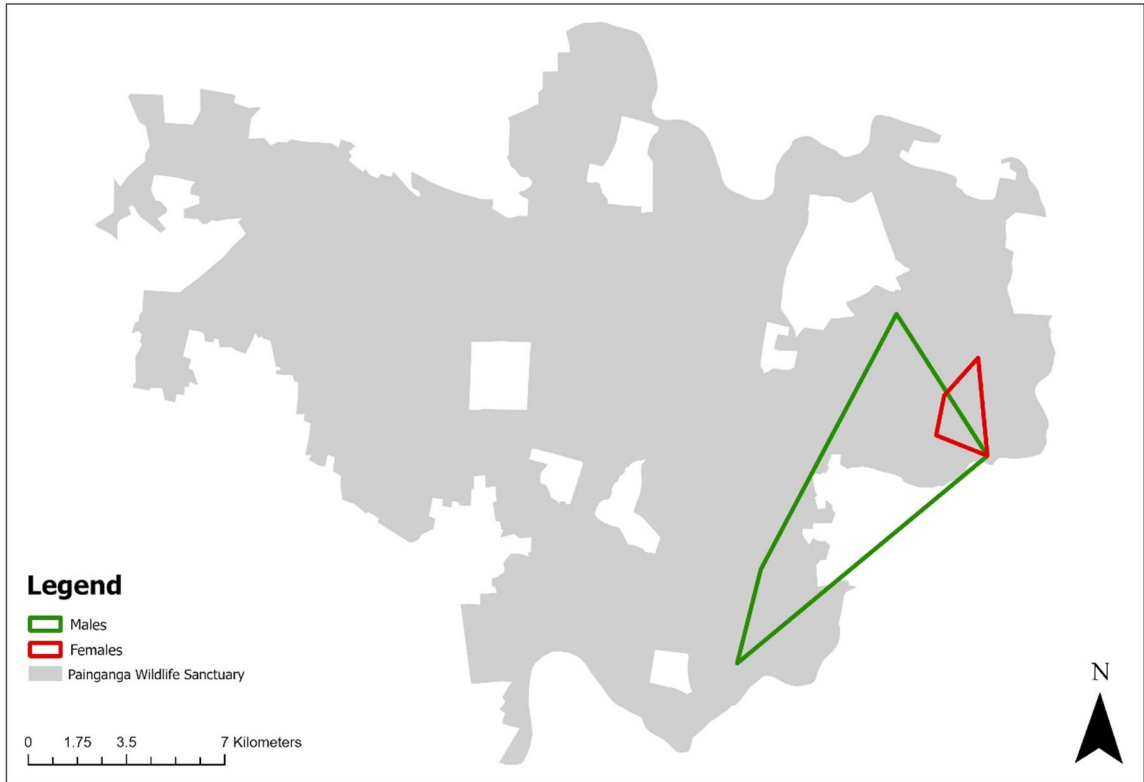 Legend
Males
Females
Painganga Wildlife Sanctuary
0 1.75 3.5 7 Kilometers
N